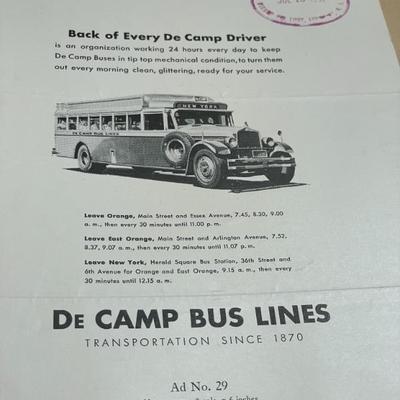 Back of Every De Camp Driver
is an organization working 24 hours every day to keep
De Camp Buses in tip top mechanical condition, to turn them
out every morning clean, glittering, ready for your service.
NEW YORK
DE CAMP BUS LINES
Leave Orange, Main Street and Essex Avenue, 7.45, 8.30, 9.00
a. m., then every 30 minutes until 11.00 p. m.
Leave East Orange, Main Street and Arlington Avenue, 7.52,
8.37, 9.07 a. m., then every 30 minutes until 11.07 p. m.
Leave New York, Herald Square Bus Station, 36th Street and
6th Avenue for Orange and East Orange, 9.15 a. m., then every
30 minutes until 12.15 a. m.
DE CAMP BUS LINES
TRANSPORTATION SINCE 1870
Ad No. 29
6 inches